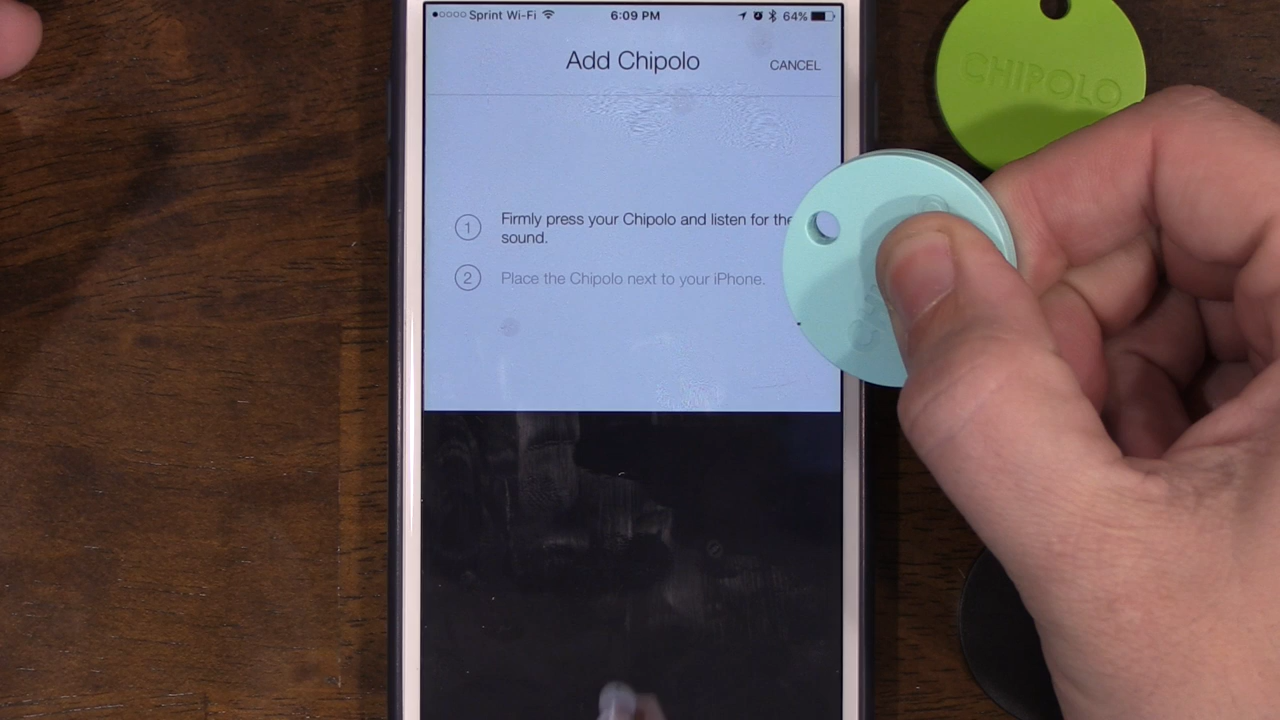 Sprint Wi-Fi 6:09 PM 64%
Add Chipolo CANCEL
CHIPOLO
1 Firmly press your Chipolo and listen for the
sound.
2 Place the Chipolo next to your iPhone.